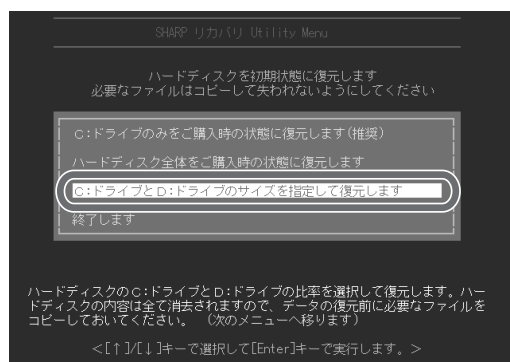 SHARP リカバリ Utility Menu
ハードディスクを初期状態に復元します
必要なファイルはコピーして失われないようにしてください
C:ドライブのみをご購入時の状態に復元します(推奨)
ハードディスク全体をご購入時の状態に復元します
C:ドライブとD:ドライブのサイズを指定して復元します
終了します
ハードディスクのC:ドライブとD:ドライブの比率を選択して復元します。ハー
ドディスクの内容は全て消去されますので、データの復元前に必要なファイルを
コピーしておいてください。 (次のメニューへ移ります)
<[↑]/[↓]キーで選択して[Enter]キーで実行します。>